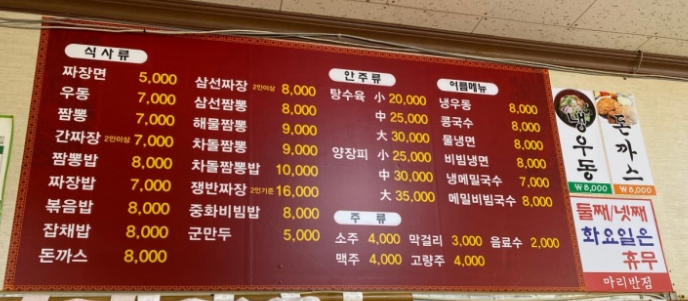 식사류
짜장면 5,000
우동 7,000
짬뽕 7,000
간짜장 2인이상 7,000
짬뽕밥 8,000
짜장밥 7,000
볶음밥 8,000
잡채밥 8,000
돈까스 8,000
삼선짜장 2인이상 8,000
삼선짬뽕 8,000
해물짬뽕 9,000
차돌짬뽕 9,000
차돌짬뽕밥 10,000
쟁반짜장 2인기준 16,000
중화비빔밥 8,000
군만두 5,000
안주류
탕수육 小 20,000
中 25,000
大 30,000
양장피 小 25,000
中 30,000
大 35,000
주류
소주 4,000 막걸리 3,000 음료수 2,000
맥주 4,000 고량주 4,000
여름메뉴
냉우동 8,000
콩국수 8,000
물냉면 8,000
비빔냉면 8,000
냉메밀국수 7,000
메밀비빔국수 8,000
냉우동
₩8,000
돈까스
₩8,000
둘째/넷째
화요일은
휴무
마리반점